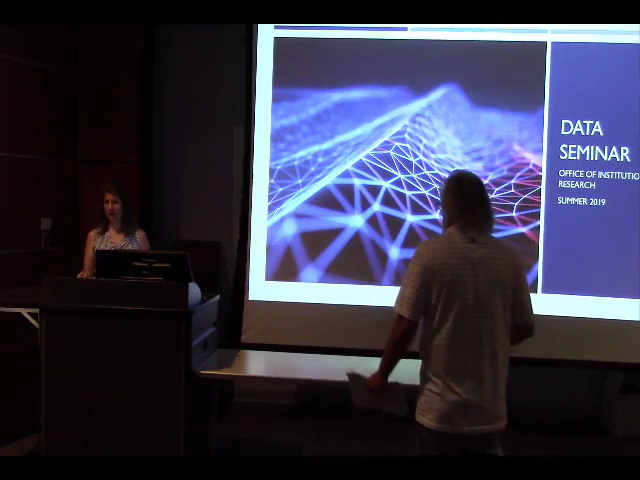 DATA
SEMINAR
OFFICE OF INSTITUTIO
RESEARCH
SUMMER 2019